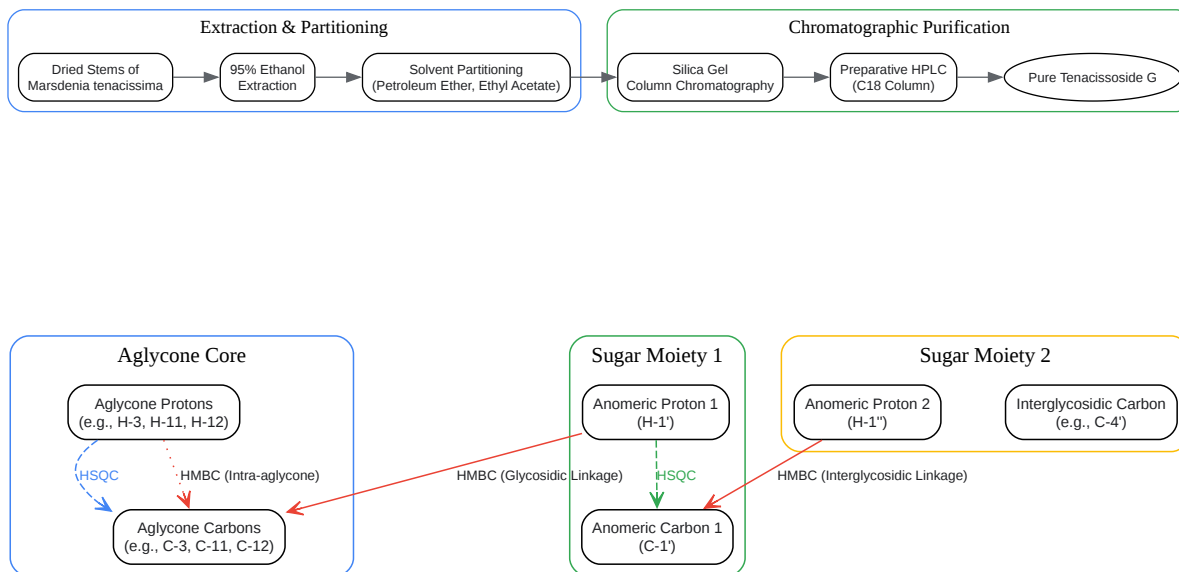 Extraction & Partitioning
Chromatographic Purification
Dried Stems of
Marsdenia tenacissima
95% Ethanol
Extraction
Solvent Partitioning
(Petroleum Ether, Ethyl Acetate)
Silica Gel
Column Chromatography
Preparative HPLC
(C18 Column)
Pure Tenacissoside G
Aglycone Core
Sugar Moiety 1
Sugar Moiety 2
Aglycone Protons
(e.g., H-3, H-11, H-12)
Anomeric Proton 1
(H-1')
Anomeric Proton 2
(H-1'')
Interglycosidic Carbon
(e.g., C-4')
HSQC
HMBC (Intra-aglycone)
HMBC (Glycosidic Linkage)
HSQC
HMBC (Interglycosidic Linkage)
Aglycone Carbons
(e.g., C-3, C-11, C-12)
Anomeric Carbon 1
(C-1')